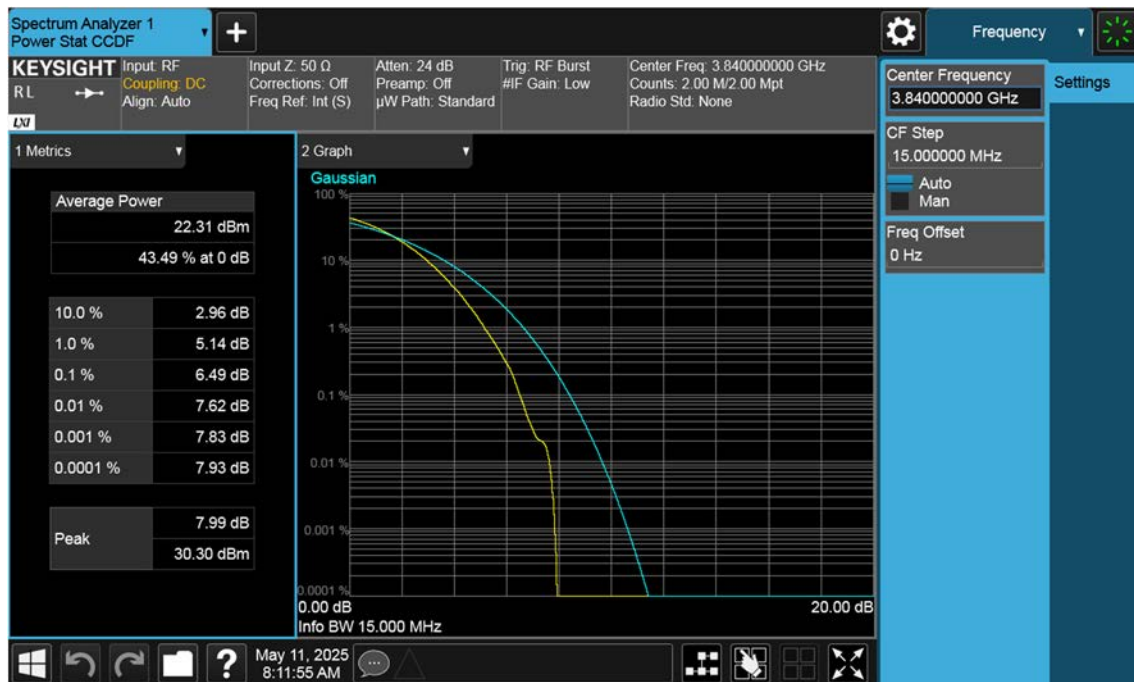 Spectrum Analyzer 1
Power Stat CCDF
Frequency
KEYSIGHT
RL
LXI
Input: RF
Coupling: DC
Align: Auto
Input Z: 50 Ω
Corrections: Off
Freq Ref: Int (S)
Atten: 24 dB
Preamp: Off
µW Path: Standard
Trig: RF Burst
#IF Gain: Low
Center Freq: 3.840000000 GHz
Counts: 2.00 M/2.00 Mpt
Radio Std: None
Center Frequency
3.840000000 GHz
Settings
CF Step
15.000000 MHz
Auto
Man
Freq Offset
0 Hz
1 Metrics
Average Power
22.31 dBm
43.49 % at 0 dB
10.0 % 2.96 dB
1.0 % 5.14 dB
0.1 % 6.49 dB
0.01 % 7.62 dB
0.001 % 7.83 dB
0.0001 % 7.93 dB
Peak
7.99 dB
30.30 dBm
2 Graph
Gaussian
100 %
10 %
1 %
0.1 %
0.01 %
0.001 %
0.0001 %
0.00 dB 20.00 dB
Info BW 15.000 MHz
?
May 11, 2025
8:11:55 AM